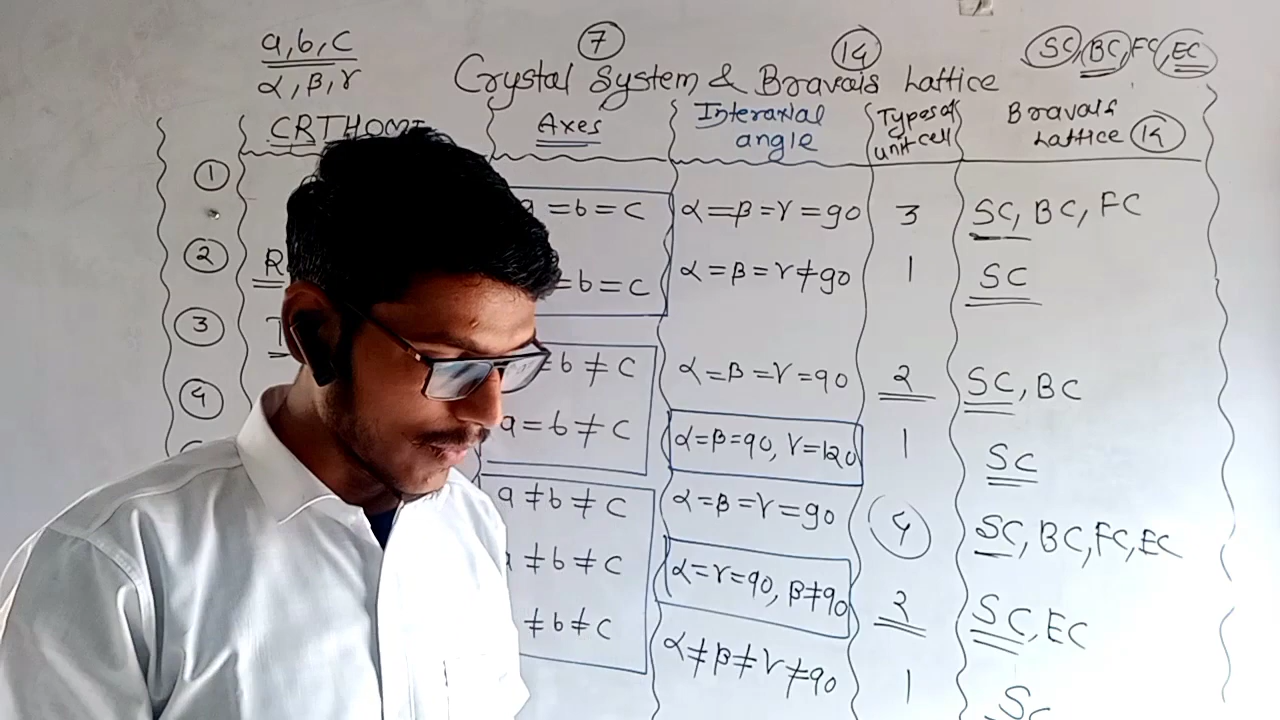 a, b, c
α, β, γ
7
14
SC, BC, FC, EC
Crystal System & Bravais Lattice
CRTHOMT
Axes
Interaxial angle
Types of unit cell
Bravais Lattice 14
1
a = b = c
α = β = γ = 90
3
SC, BC, FC
2
R
= b = c
α = β = γ ≠ 90
1
SC
3
T
= b ≠ c
α = β = γ = 90
2
SC, BC
4
a = b ≠ c
α = β = 90, γ = 120
1
SC
a ≠ b ≠ c
α = β = γ = 90
4
SC, BC, FC, EC
≠ b ≠ c
α = γ = 90, β ≠ 90
2
SC, EC
≠ b ≠ c
α ≠ β ≠ γ ≠ 90
1
SC